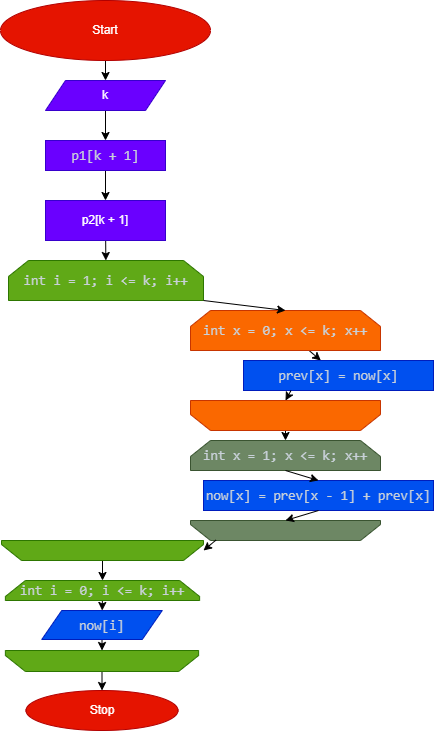 Start
k
p1[k + 1]
p2[k + 1]
int i = 1; i <= k; i++
int x = 0; x <= k; x++
prev[x] = now[x]
int x = 1; x <= k; x++
now[x] = prev[x - 1] + prev[x]
int i = 0; i <= k; i++
now[i]
Stop